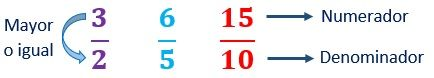 Mayor
o igual
3/2 6/5 15/10
Numerador
Denominador